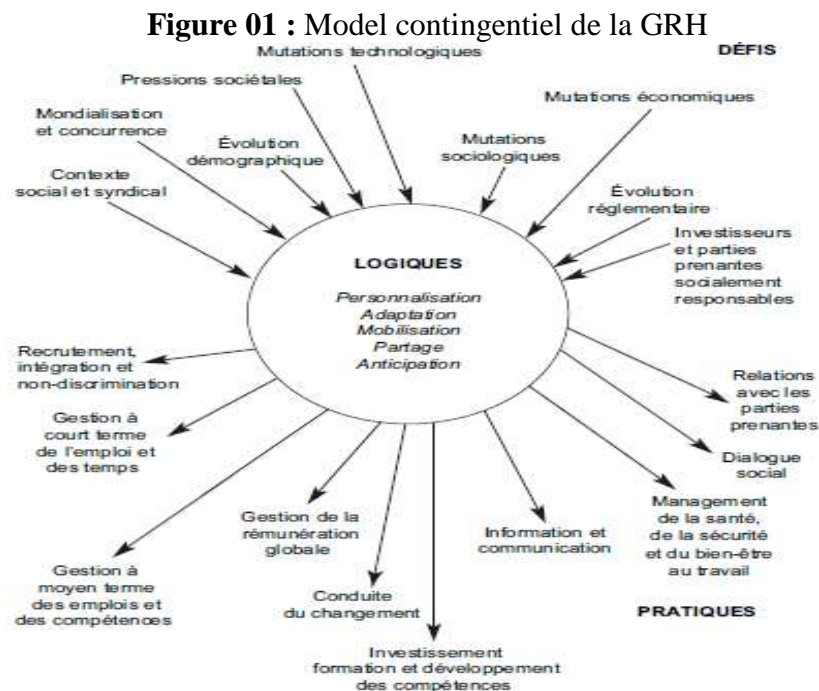 Figure 01 : Model contingentiel de la GRH
Mutations technologiques
DÉFIS
Pressions sociétales
Mutations économiques
Mondialisation
et concurrence
Évolution
démographique
Mutations
sociologiques
Contexte
social et syndical
Évolution
réglementaire
Investisseurs
et parties
prenantes
socialement
responsables
LOGIQUES
Personnalisation
Adaptation
Mobilisation
Partage
Anticipation
Recrutement,
intégration et
non-discrimination
Relations
avec les
parties
prenantes
Gestion à
court terme
de l'emploi et
des temps
Dialogue
social
Gestion de la
rémunération
globale
Information et
communication
Management
de la santé,
de la sécurité
et du bien-être
au travail
Gestion à
moyen terme
des emplois et
des compétences
Conduite
du changement
PRATIQUES
Investissement
formation et développement
des compétences